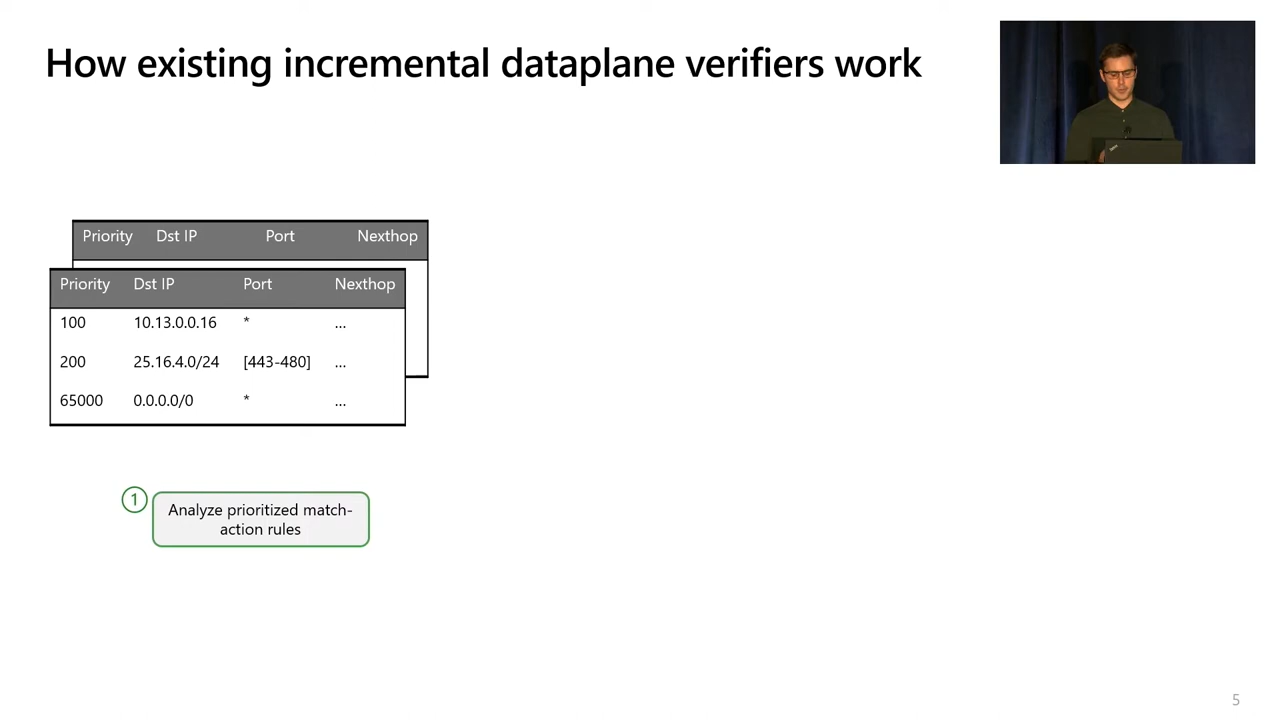 How existing incremental dataplane verifiers work
Priority Dst IP Port Nexthop
Priority Dst IP Port Nexthop
100 10.13.0.0.16 * ...
200 25.16.4.0/24 [443-480] ...
65000 0.0.0.0/0 * ...
1
Analyze prioritized match-
action rules
5